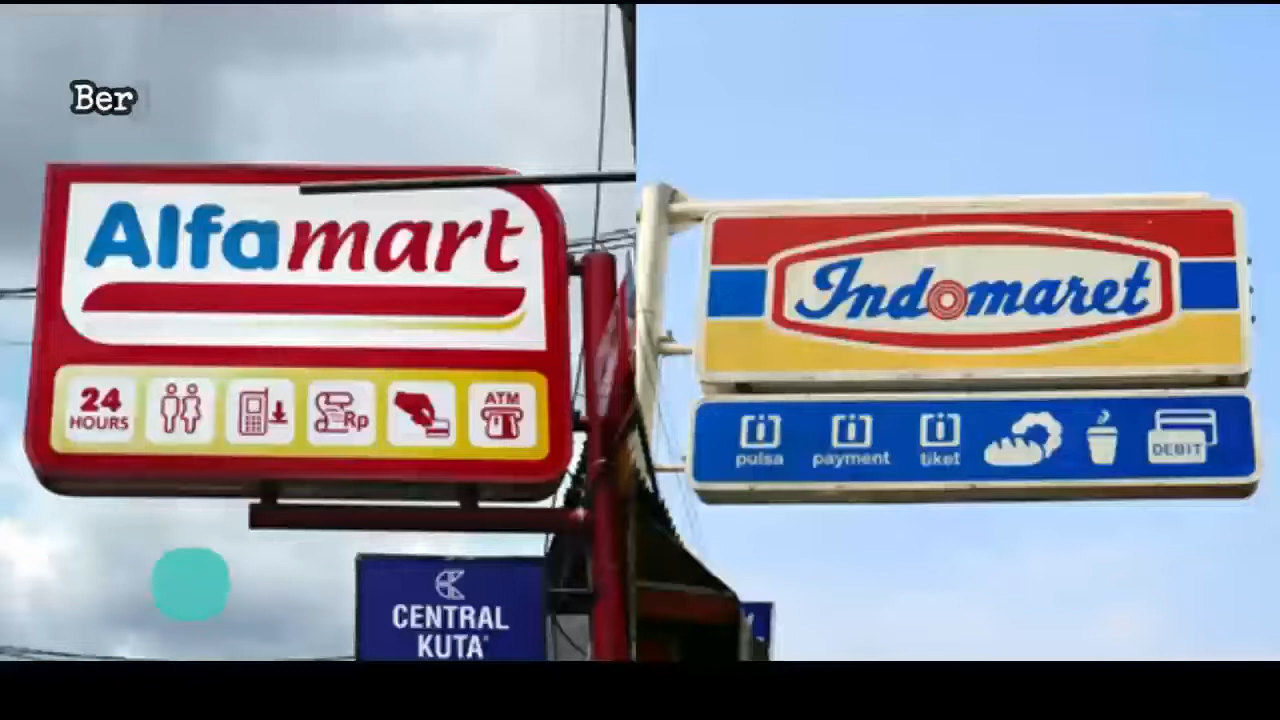 Ber
Alfamart
24
HOURS
Rp
ATM
CENTRAL
KUTA
Indomaret
pulsa
payment
tiket
DEBIT